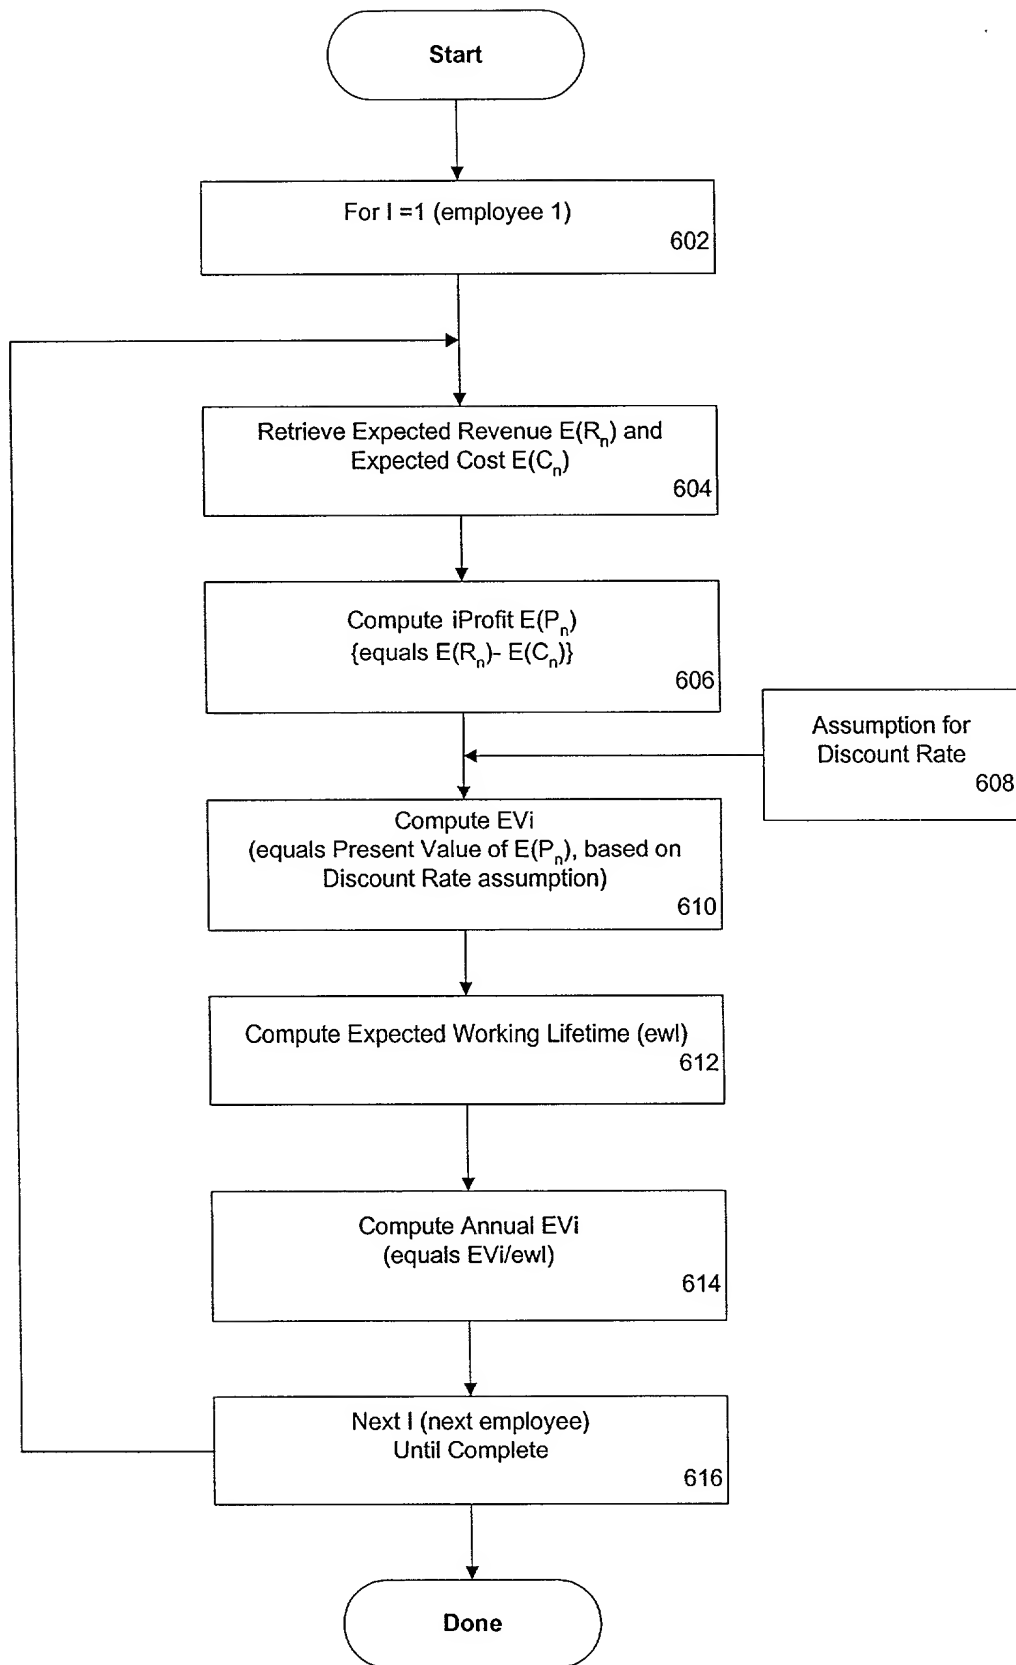 Start
For I =1 (employee 1)
602
Retrieve Expected Revenue E(Rₙ) and
Expected Cost E(Cₙ)
604
Compute iProfit E(Pₙ)
{equals E(Rₙ)- E(Cₙ)}
606
Assumption for
Discount Rate
608
Compute EVi
(equals Present Value of E(Pₙ), based on
Discount Rate assumption)
610
Compute Expected Working Lifetime (ewl)
612
Compute Annual EVi
(equals EVi/ewl)
614
Next I (next employee)
Until Complete
616
Done